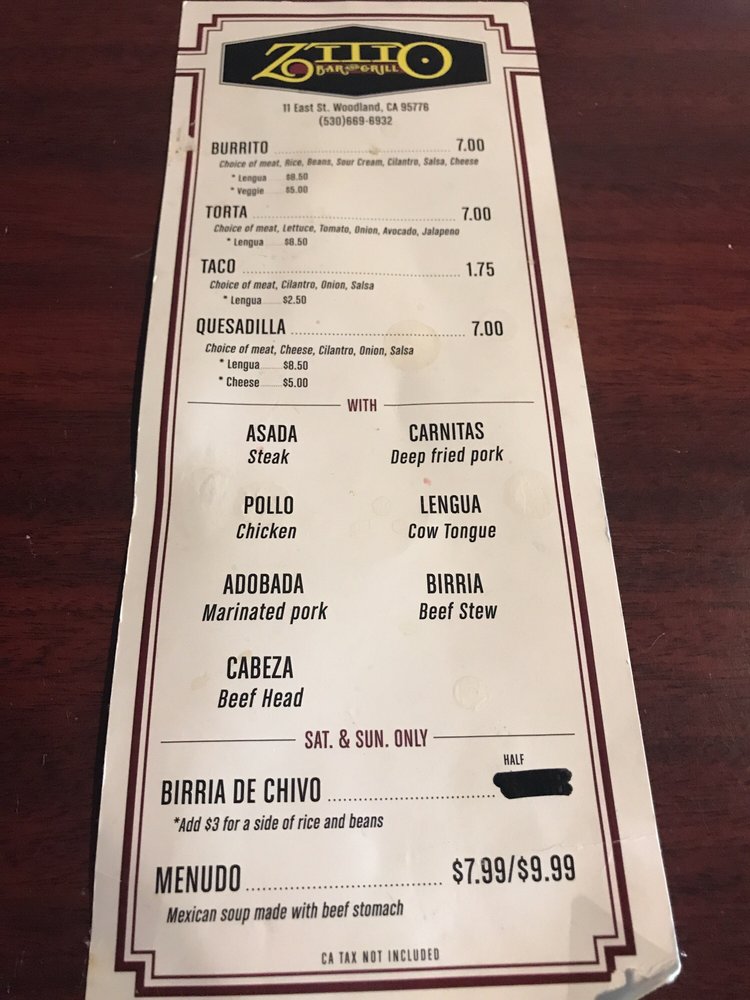 ZTITO
BAR AND GRILL
11 East St. Woodland, CA 95776
(530)669-6932
BURRITO 7.00
Choice of meat, Rice, Beans, Sour Cream, Cilantro, Salsa, Cheese
* Lengua $8.50
* Veggie $5.00
TORTA 7.00
Choice of meat, Lettuce, Tomato, Onion, Avocado, Jalapeno
* Lengua $8.50
TACO 1.75
Choice of meat, Cilantro, Onion, Salsa
* Lengua $2.50
QUESADILLA 7.00
Choice of meat, Cheese, Cilantro, Onion, Salsa
* Lengua $8.50
* Cheese $5.00
WITH
ASADA
Steak
CARNITAS
Deep fried pork
POLLO
Chicken
LENGUA
Cow Tongue
ADOBADA
Marinated pork
BIRRIA
Beef Stew
CABEZA
Beef Head
SAT. & SUN. ONLY
HALF
BIRRIA DE CHIVO
*Add $3 for a side of rice and beans
MENUDO $7.99/$9.99
Mexican soup made with beef stomach
CA TAX NOT INCLUDED